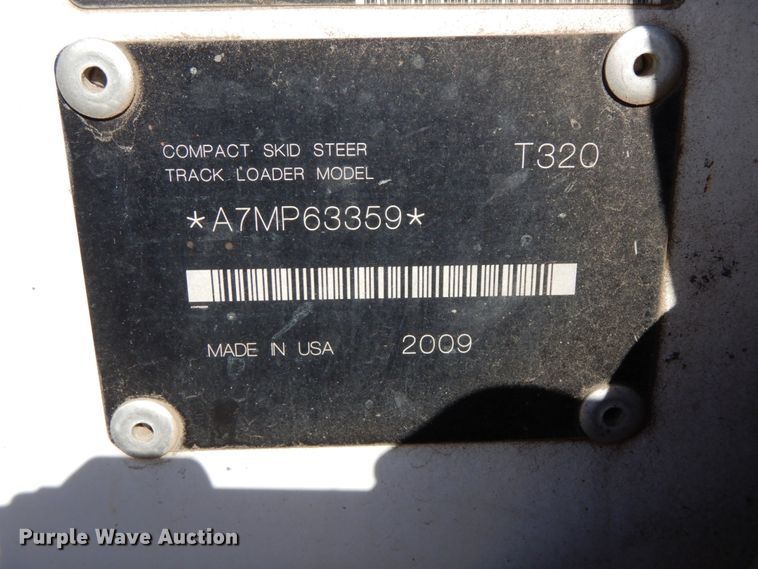 COMPACT SKID STEER
TRACK LOADER MODEL
T320
*A7MP63359*
MADE IN USA 2009
Purple Wave Auction